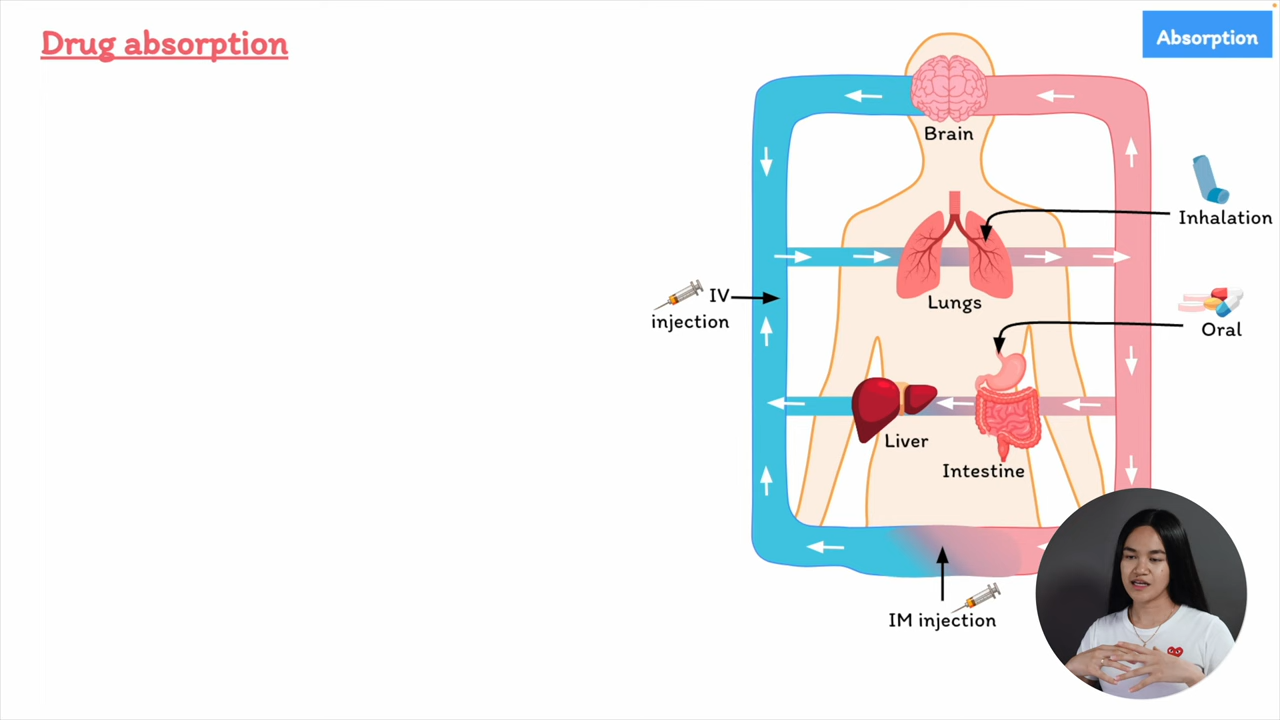 Drug absorption
Absorption
Brain
Inhalation
Lungs
IV
injection
Oral
Liver
Intestine
IM injection